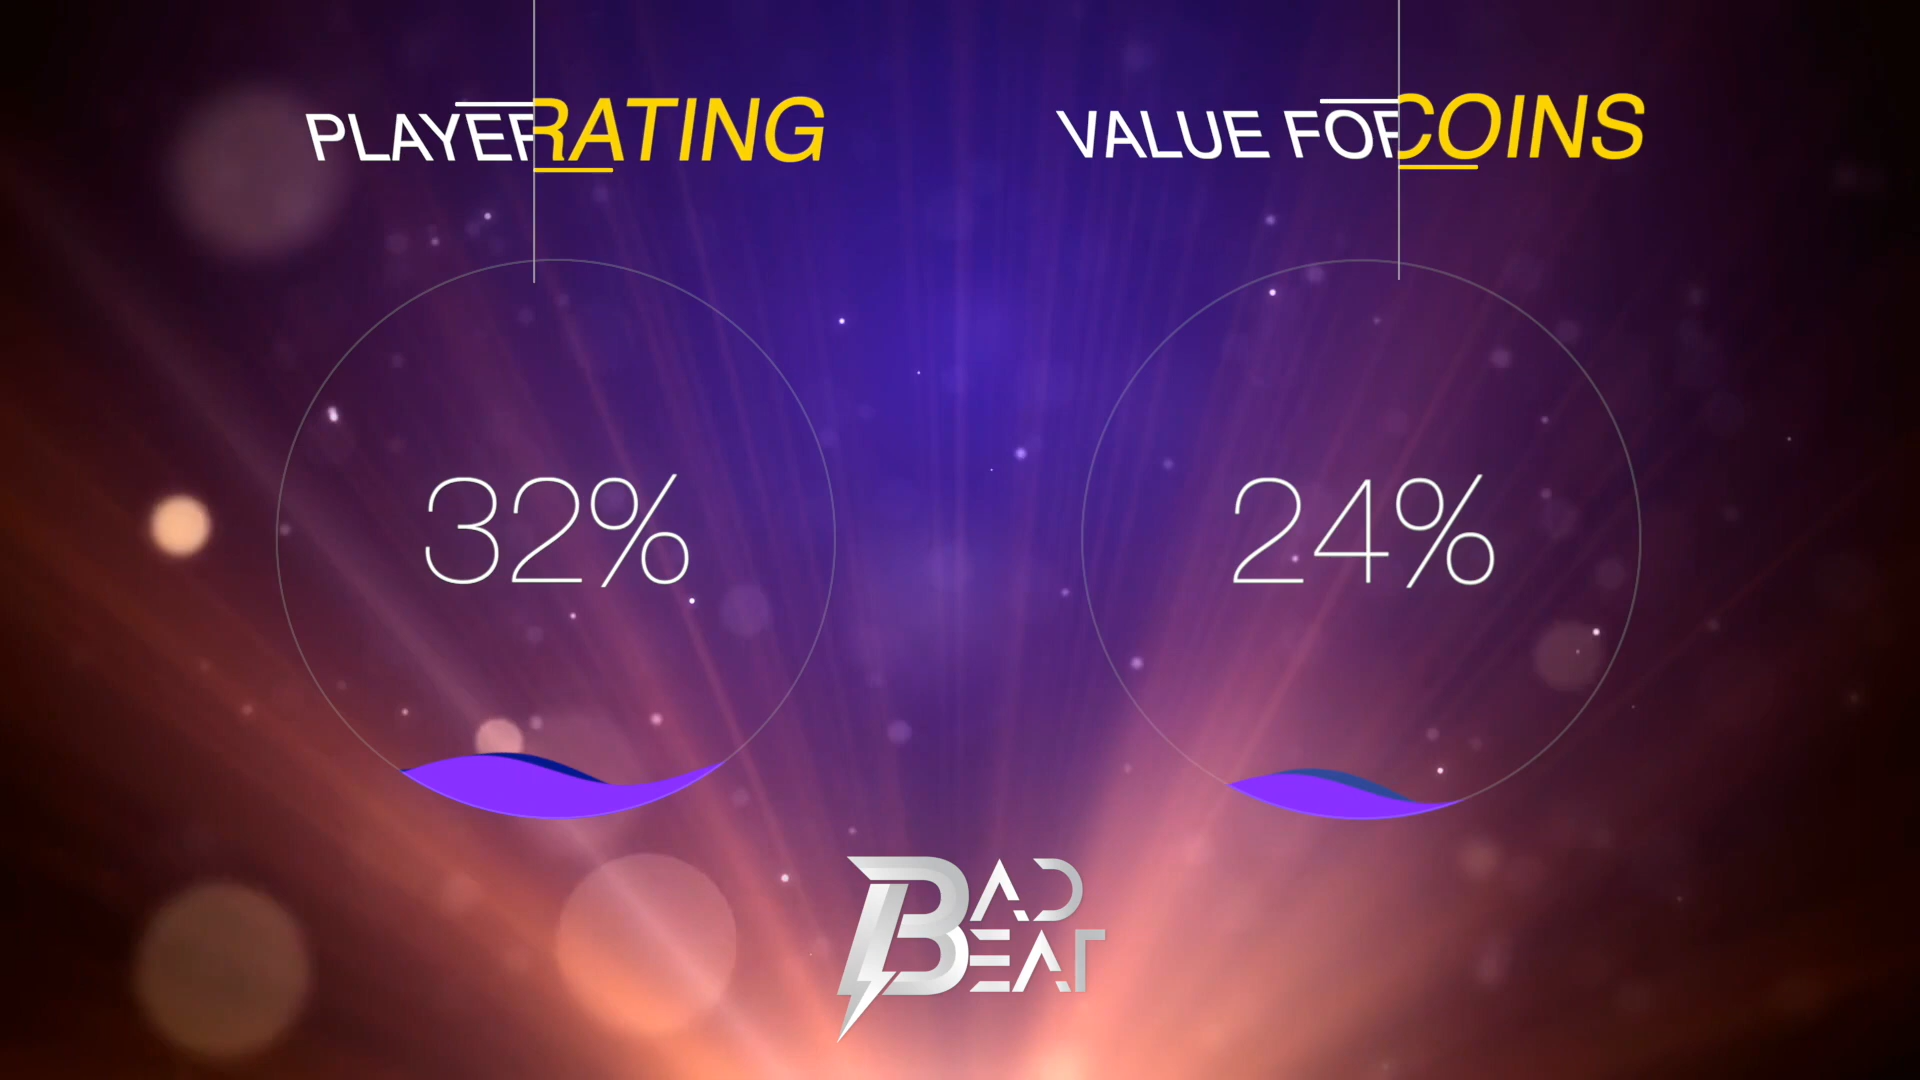 PLAYER RATING
VALUE FOR COINS
32%
24%
BAD
BEAT